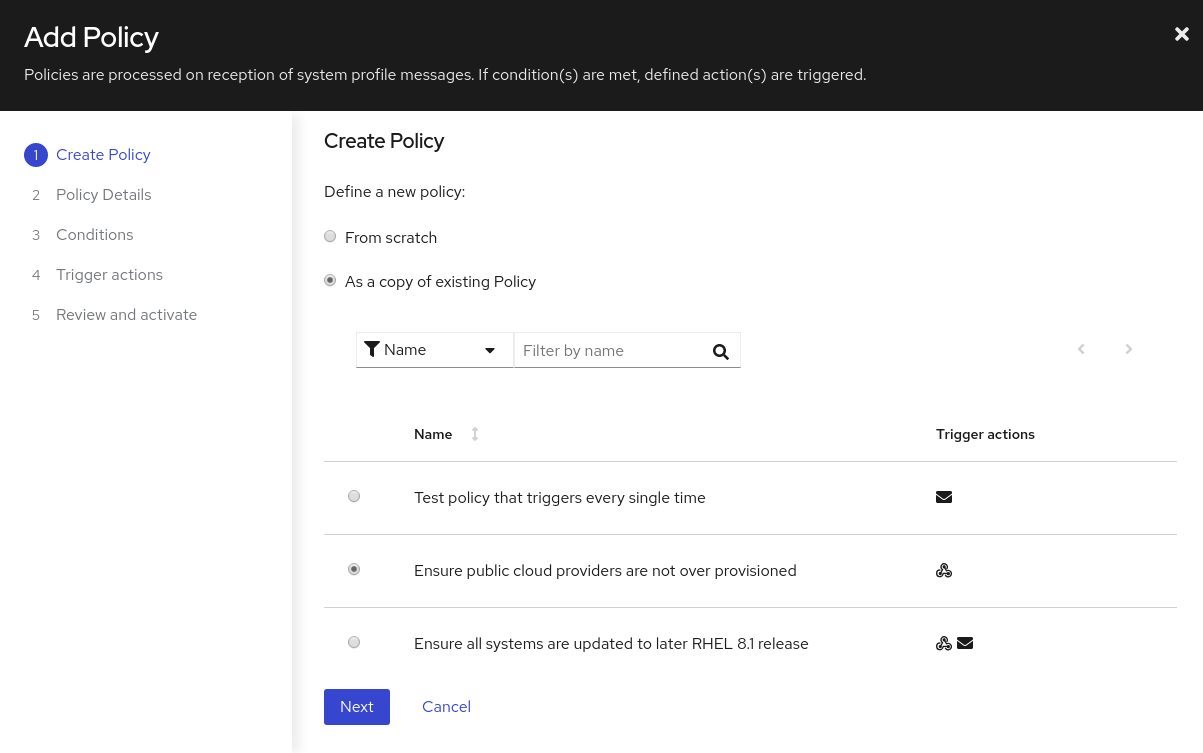 Add Policy
Policies are processed on reception of system profile messages. If condition(s) are met, defined action(s) are triggered.
1 Create Policy
2 Policy Details
3 Conditions
4 Trigger actions
5 Review and activate
Create Policy
Define a new policy:
From scratch
As a copy of existing Policy
Name
Filter by name
Name Trigger actions
Test policy that triggers every single time
Ensure public cloud providers are not over provisioned
Ensure all systems are updated to later RHEL 8.1 release
Next Cancel